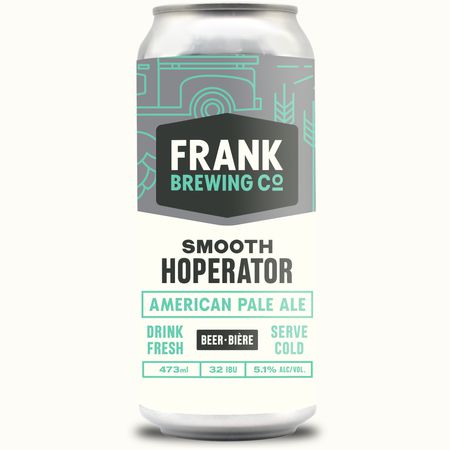 FRANK
BREWING CO
SMOOTH
HOPERATOR
AMERICAN PALE ALE
DRINK FRESH
BEER·BIÈRE
SERVE COLD
473ml
32 IBU
5.1% ALC/VOL.